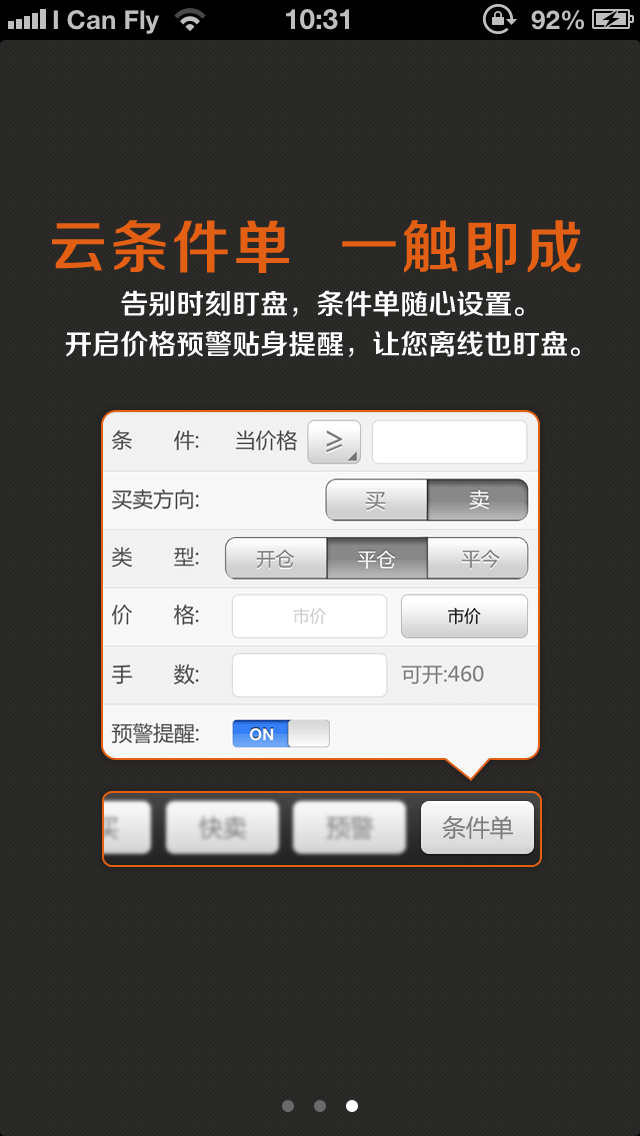 I Can Fly 10:31 92%
云条件单 一触即成
告别时刻盯盘，条件单随心设置。
开启价格预警贴身提醒，让您离线也盯盘。
条 件: 当价格 ≥
买卖方向: 买 卖
类 型: 开仓 平仓 平今
价 格: 市价 市价
手 数: 可开:460
预警提醒: ON
买 快卖 预警 条件单